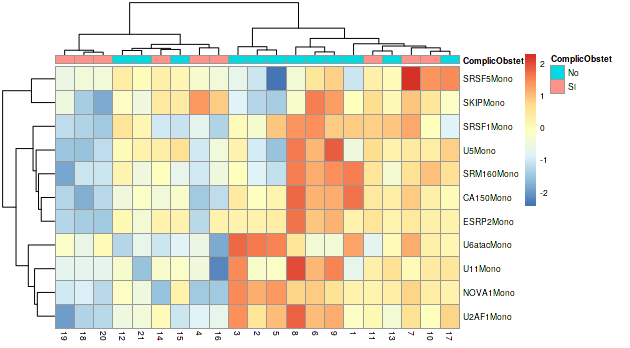 ComplicObstet
ComplicObstet
No
SI
2
1
0
-1
-2
SRSF5Mono
SKIPMono
SRSF1Mono
U5Mono
SRM160Mono
CA150Mono
ESRP2Mono
U6atacMono
U11Mono
NOVA1Mono
U2AF1Mono
19 18 20 12 21 14 15 4 16 3 2 5 8 6 9 1 11 13 7 10 17